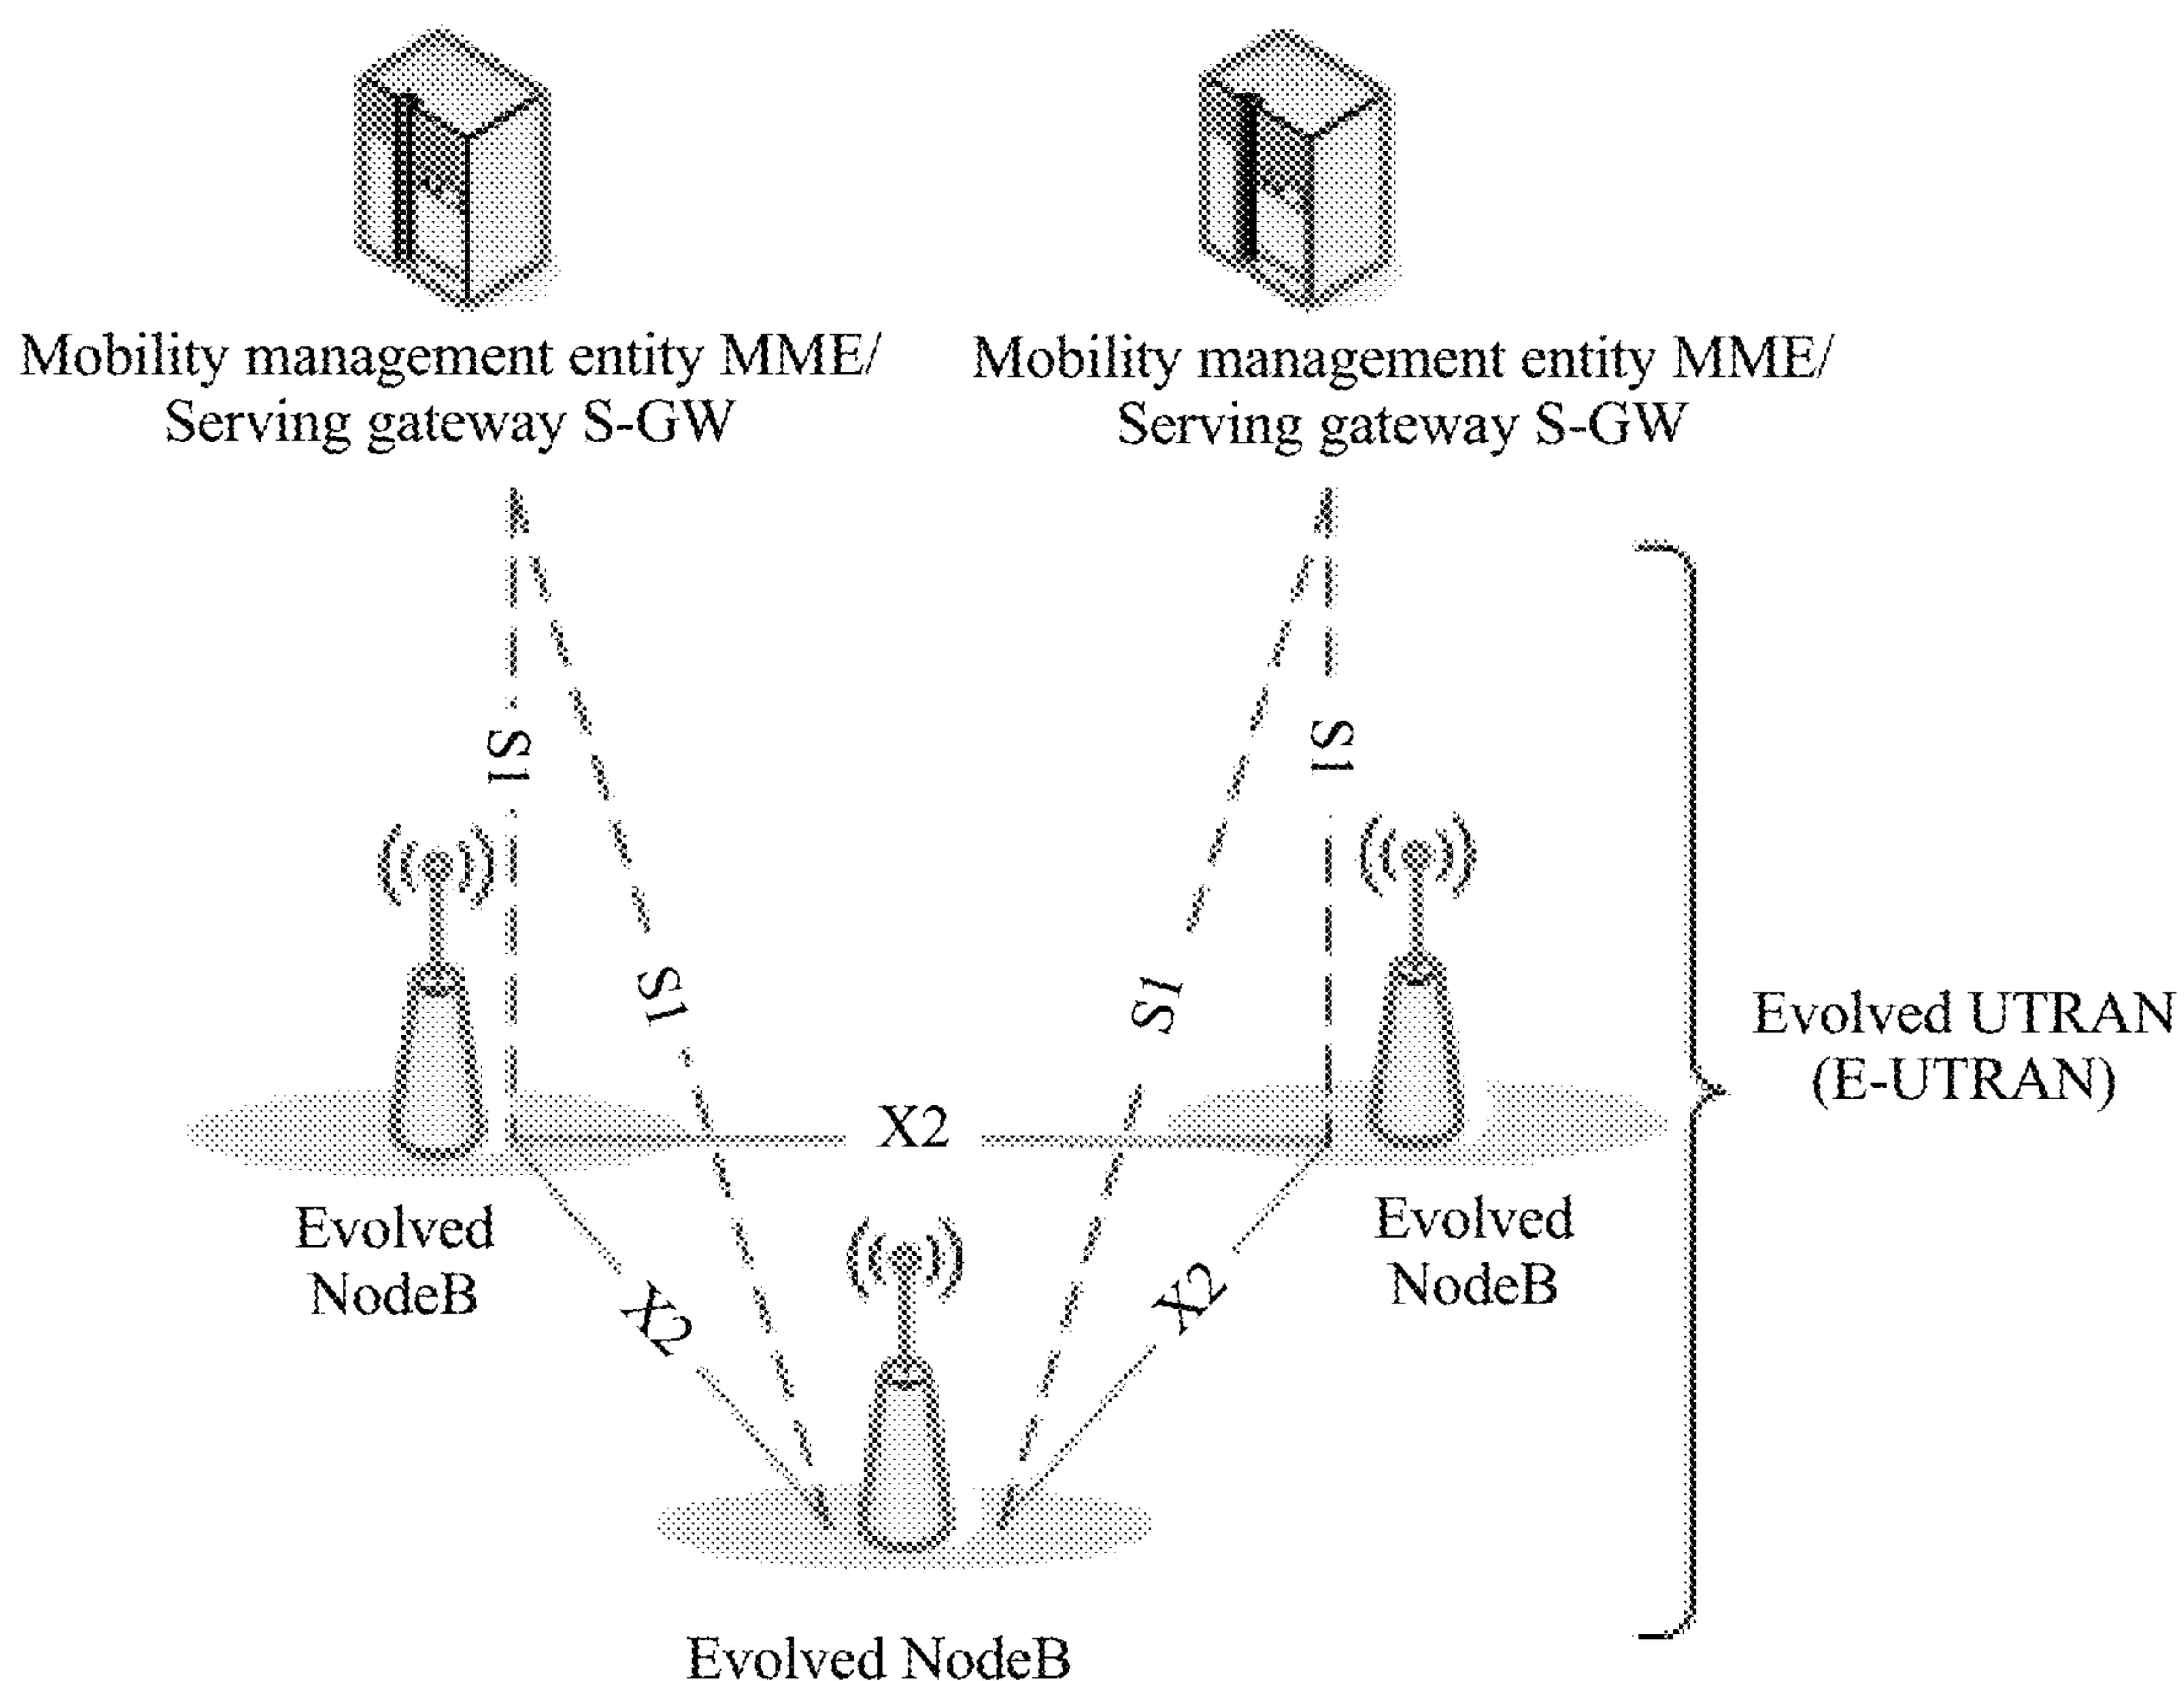 Mobility management entity MME/
Serving gateway S-GW
Mobility management entity MME/
Serving gateway S-GW
S1
S1
S1
S1
Evolved UTRAN
(E-UTRAN)
X2
Evolved
NodeB
Evolved
NodeB
X2
X2
Evolved NodeB